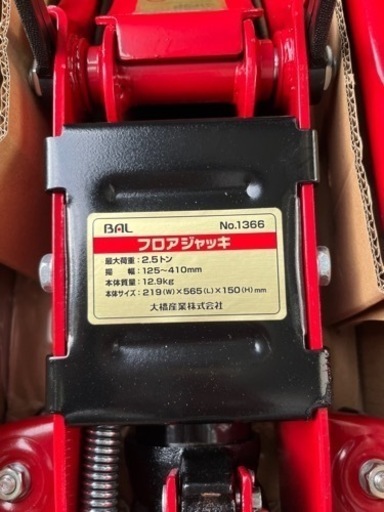 BAL No.1366
フロアジャッキ
最大荷重：2.5トン
揚　幅：125～410mm
本体質量：12.9kg
本体サイズ：219(W)×565(L)×150(H)mm
大橋産業株式会社